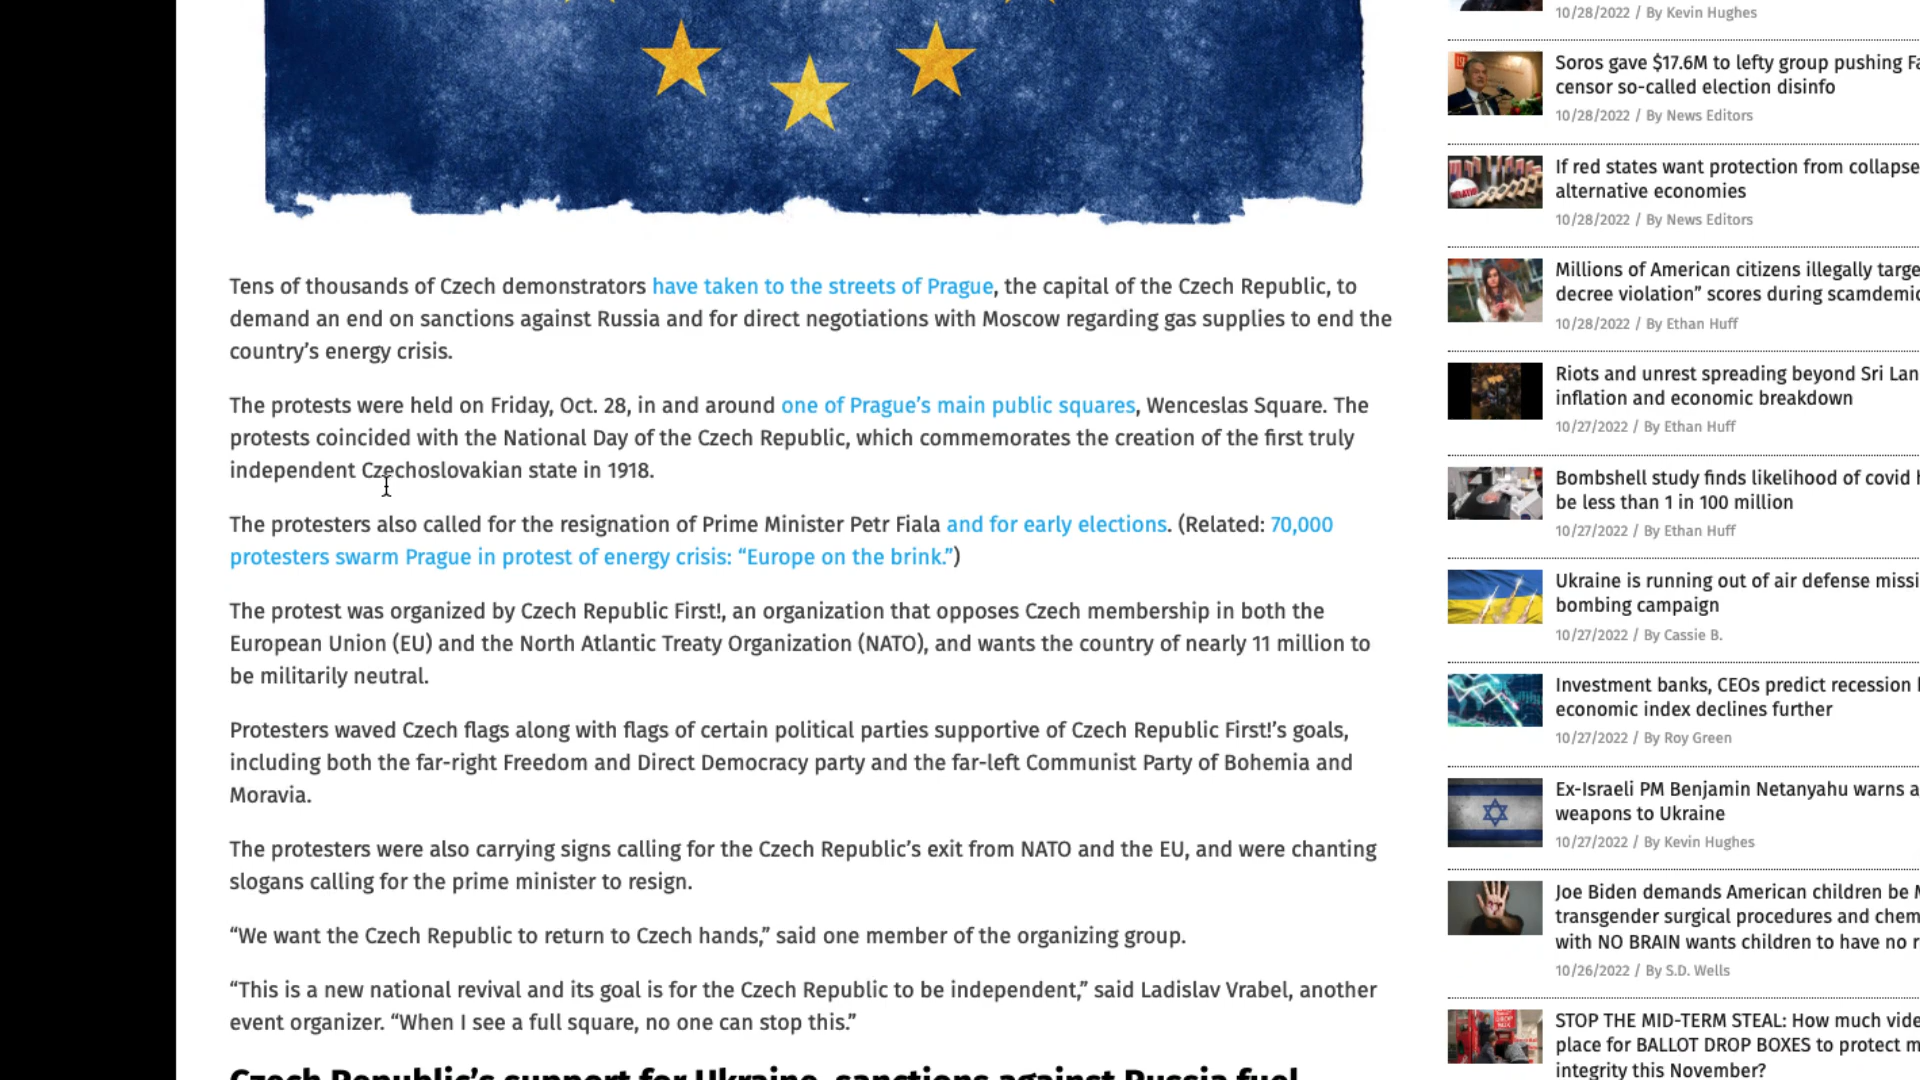 Tens of thousands of Czech demonstrators have taken to the streets of Prague, the capital of the Czech Republic, to
demand an end on sanctions against Russia and for direct negotiations with Moscow regarding gas supplies to end the
country’s energy crisis.
The protests were held on Friday, Oct. 28, in and around one of Prague’s main public squares, Wenceslas Square. The
protests coincided with the National Day of the Czech Republic, which commemorates the creation of the first truly
independent Czechoslovakian state in 1918.
The protesters also called for the resignation of Prime Minister Petr Fiala and for early elections. (Related: 70,000
protesters swarm Prague in protest of energy crisis: “Europe on the brink.”)
The protest was organized by Czech Republic First!, an organization that opposes Czech membership in both the
European Union (EU) and the North Atlantic Treaty Organization (NATO), and wants the country of nearly 11 million to
be militarily neutral.
Protesters waved Czech flags along with flags of certain political parties supportive of Czech Republic First!’s goals,
including both the far-right Freedom and Direct Democracy party and the far-left Communist Party of Bohemia and
Moravia.
The protesters were also carrying signs calling for the Czech Republic’s exit from NATO and the EU, and were chanting
slogans calling for the prime minister to resign.
“We want the Czech Republic to return to Czech hands,” said one member of the organizing group.
“This is a new national revival and its goal is for the Czech Republic to be independent,” said Ladislav Vrabel, another
event organizer. “When I see a full square, no one can stop this.”
Czech Republic’s support for Ukraine, sanctions against Russia fuel
10/28/2022 / By Kevin Hughes
Soros gave $17.6M to lefty group pushing
censor so-called election disinfo
10/28/2022 / By News Editors
If red states want protection from collapse
alternative economies
10/28/2022 / By News Editors
Millions of American citizens illegally
decree violation” scores during
10/28/2022 / By Ethan Huff
Riots and unrest spreading beyond Sri
inflation and economic breakdown
10/27/2022 / By Ethan Huff
Bombshell study finds likelihood of covid
be less than 1 in 100 million
10/27/2022 / By Ethan Huff
Ukraine is running out of air defense
bombing campaign
10/27/2022 / By Cassie B.
Investment banks, CEOs predict recession
economic index declines further
10/27/2022 / By Roy Green
Ex-Israeli PM Benjamin Netanyahu warns
weapons to Ukraine
10/27/2022 / By Kevin Hughes
Joe Biden demands American children be
transgender surgical procedures and
with NO BRAIN wants children to have no
10/26/2022 / By S.D. Wells
STOP THE MID-TERM STEAL: How much
place for BALLOT DROP BOXES to protect
integrity this November?